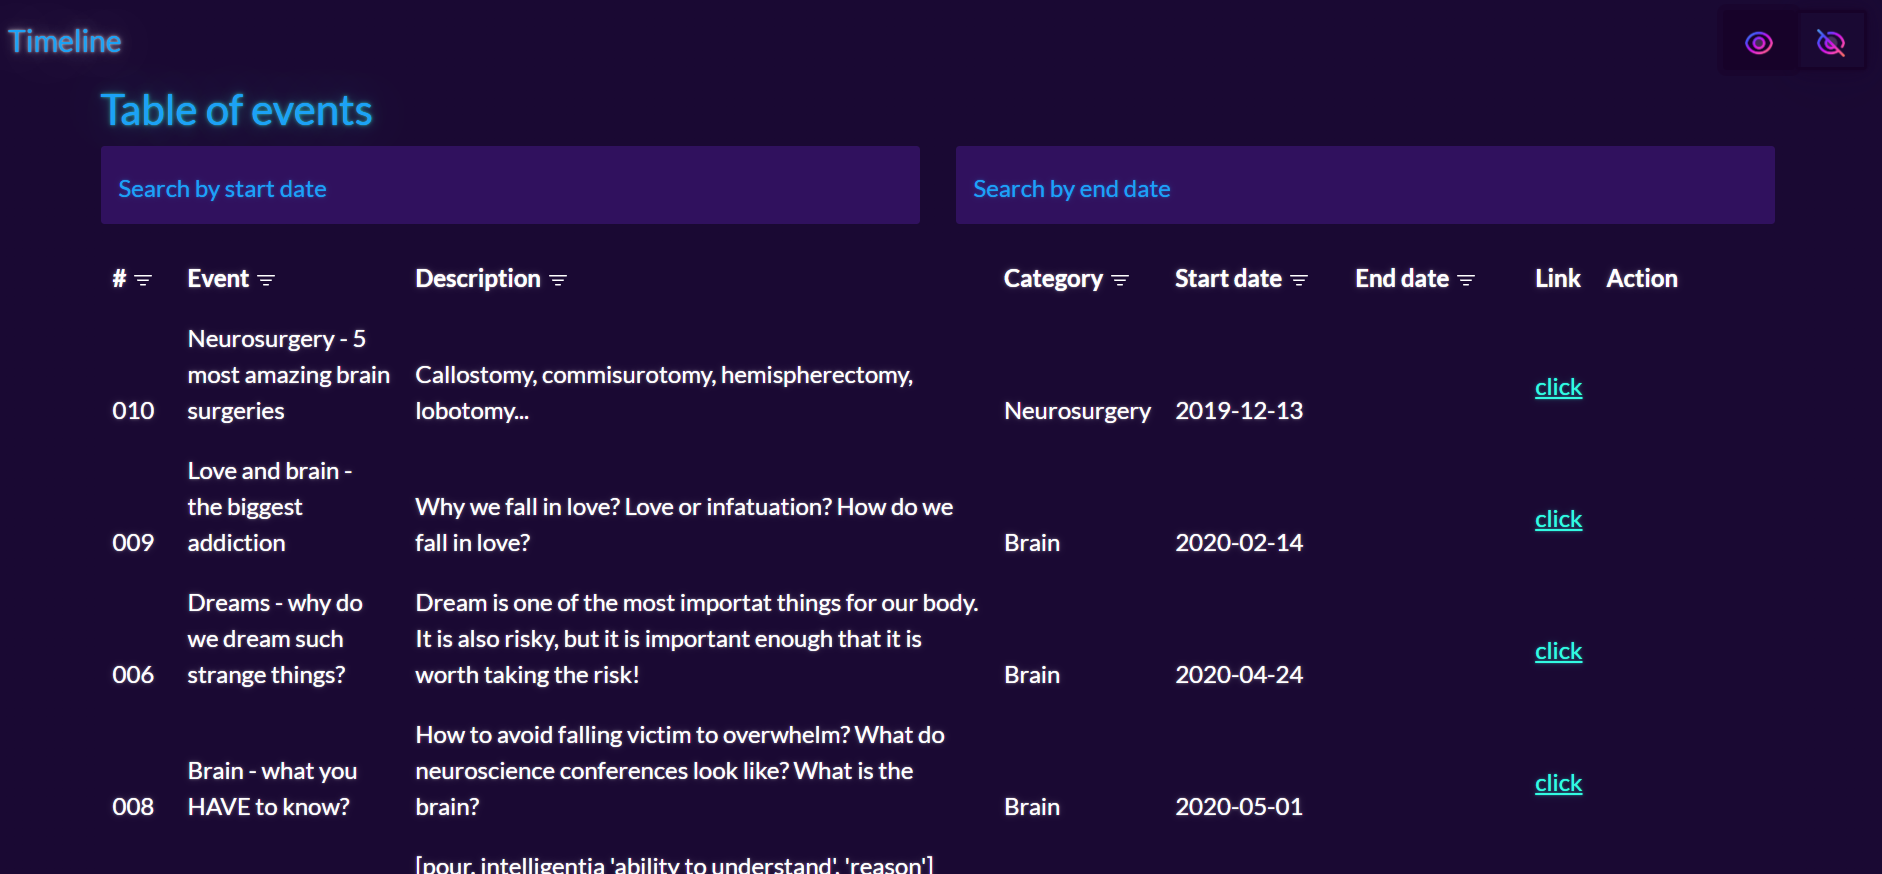 Timeline
Table of events
Search by start date
Search by end date
# Event Description Category Start date End date Link Action
Neurosurgery - 5
most amazing brain
surgeries
010
Callostomy, commisurotomy, hemispherectomy,
lobotomy...
Neurosurgery
2019-12-13
click
Love and brain -
the biggest
addiction
009
Why we fall in love? Love or infatuation? How do we
fall in love?
Brain
2020-02-14
click
Dreams - why do
we dream such
strange things?
006
Dream is one of the most importat things for our body.
It is also risky, but it is important enough that it is
worth taking the risk!
Brain
2020-04-24
click
Brain - what you
HAVE to know?
008
How to avoid falling victim to overwhelm? What do
neuroscience conferences look like? What is the
brain?
Brain
2020-05-01
click
[pour. intelligentia 'ability to understand', 'reason']